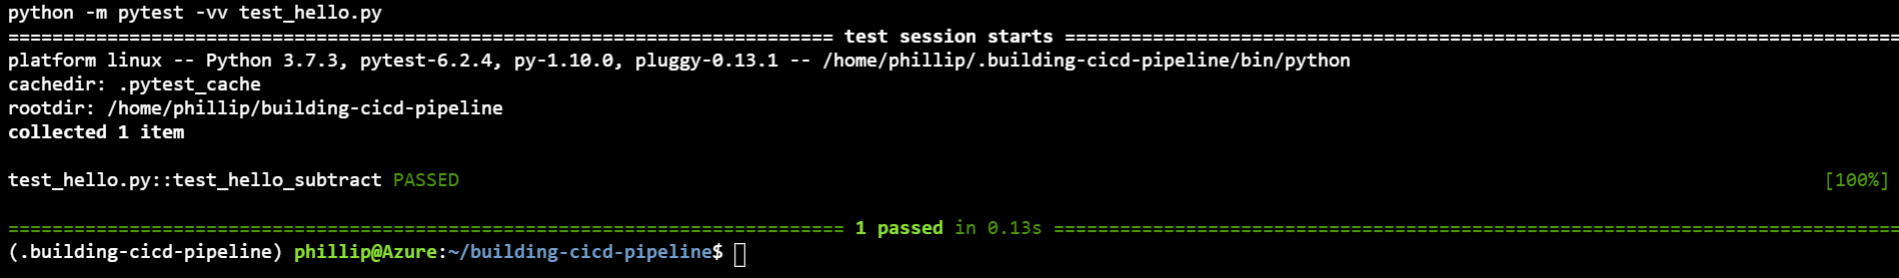 python -m pytest -vv test_hello.py
=========================================================================== test session starts ============================================================================
platform linux -- Python 3.7.3, pytest-6.2.4, py-1.10.0, pluggy-0.13.1 -- /home/phillip/.building-cicd-pipeline/bin/python
cachedir: .pytest_cache
rootdir: /home/phillip/building-cicd-pipeline
collected 1 item
test_hello.py::test_hello_subtract PASSED [100%]
============================================================================ 1 passed in 0.13s =============================================================================
(.building-cicd-pipeline) phillip@Azure:~/building-cicd-pipeline$